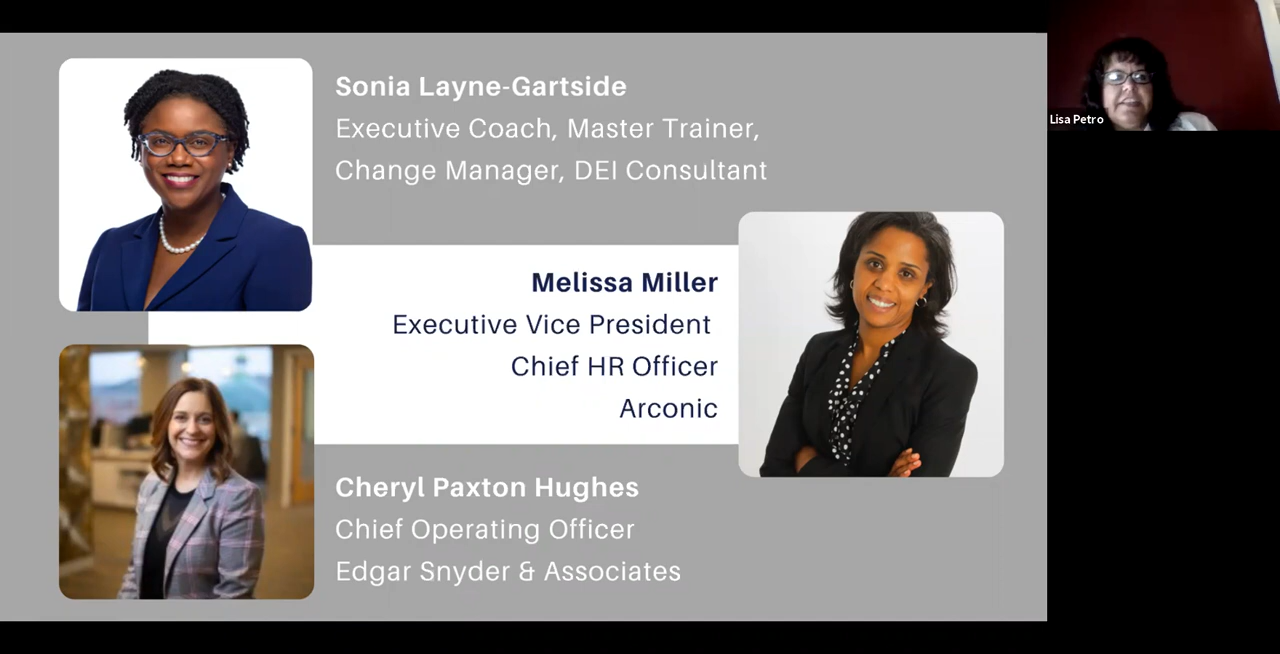 Sonia Layne-Gartside
Executive Coach, Master Trainer,
Change Manager, DEI Consultant
Lisa Petro
Melissa Miller
Executive Vice President
Chief HR Officer
Arconic
Cheryl Paxton Hughes
Chief Operating Officer
Edgar Snyder & Associates